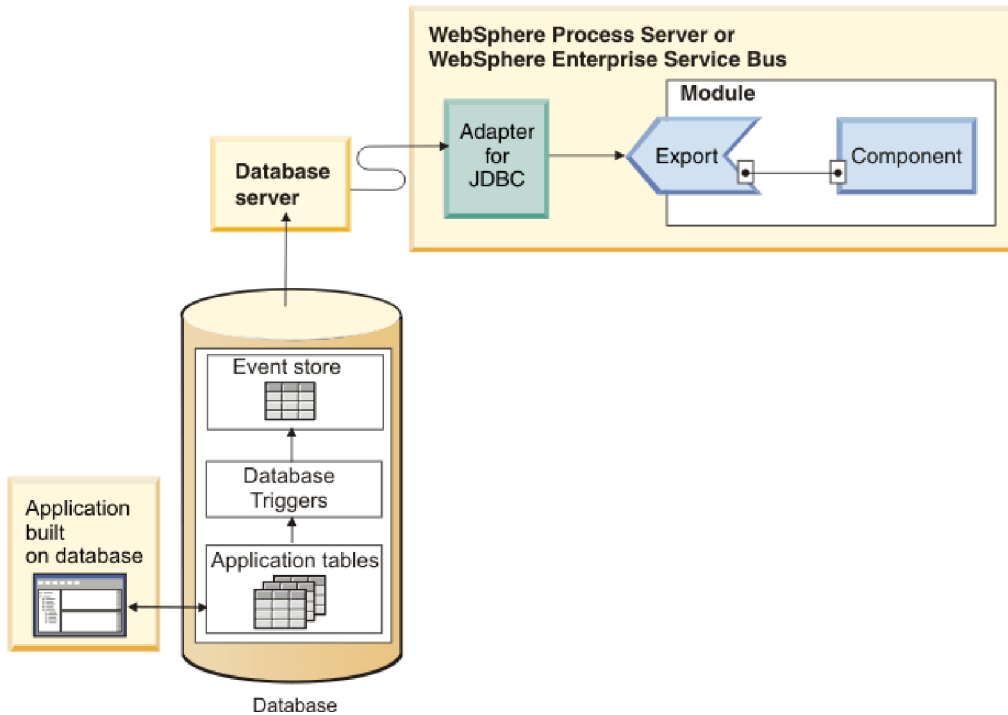 WebSphere Process Server or
WebSphere Enterprise Service Bus
Module
Adapter
for
JDBC
Export
Component
Database
server
Event store
Database
Triggers
Application tables
Application
built
on database
Database